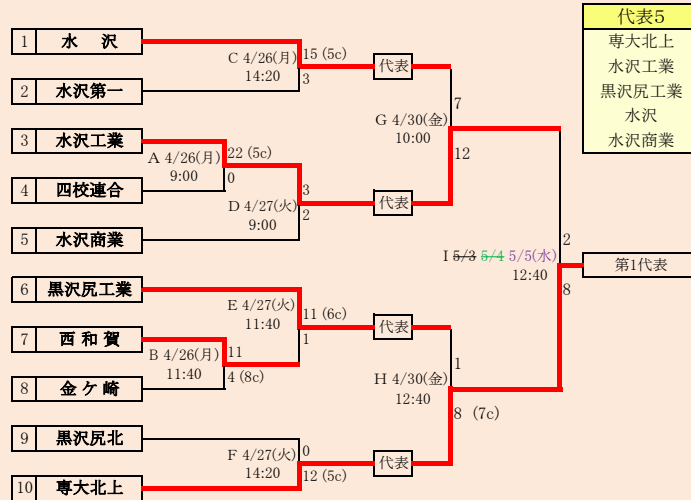 代表5
専大北上
水沢工業
黒沢尻工業
水沢
水沢商業
1 水 沢
C 4/26(月)
14:20
15 (5c)
3
2 水沢第一
代表
3 水沢工業
A 4/26(月)
9:00
22 (5c)
0
4 四校連合
D 4/27(火)
9:00
3
2
5 水沢商業
代表
G 4/30(金)
10:00
7
12
6 黒沢尻工業
E 4/27(火)
11:40
11 (6c)
1
7 西和賀
B 4/26(月)
11:40
11
4 (8c)
8 金ケ崎
代表
9 黒沢尻北
F 4/27(火)
14:20
0
12 (5c)
10 専大北上
代表
H 4/30(金)
12:40
1
8 (7c)
I 5/3 5/4 5/5(水)
12:40
2
8
第1代表